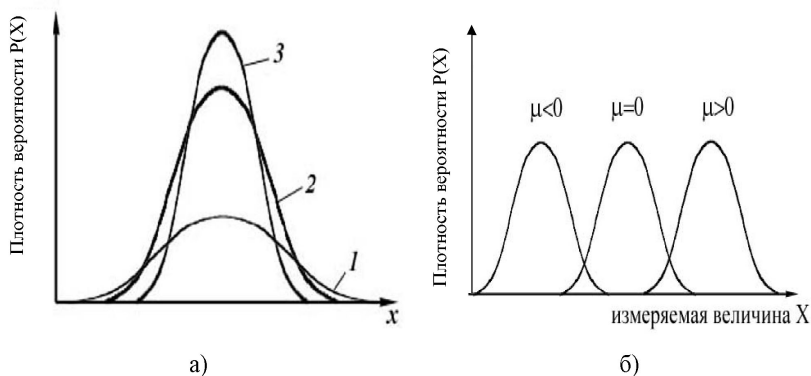 Плотность вероятности P(X)
3
2
1
x
а)
Плотность вероятности P(X)
μ<0 μ=0 μ>0
измеряемая величина X
б)